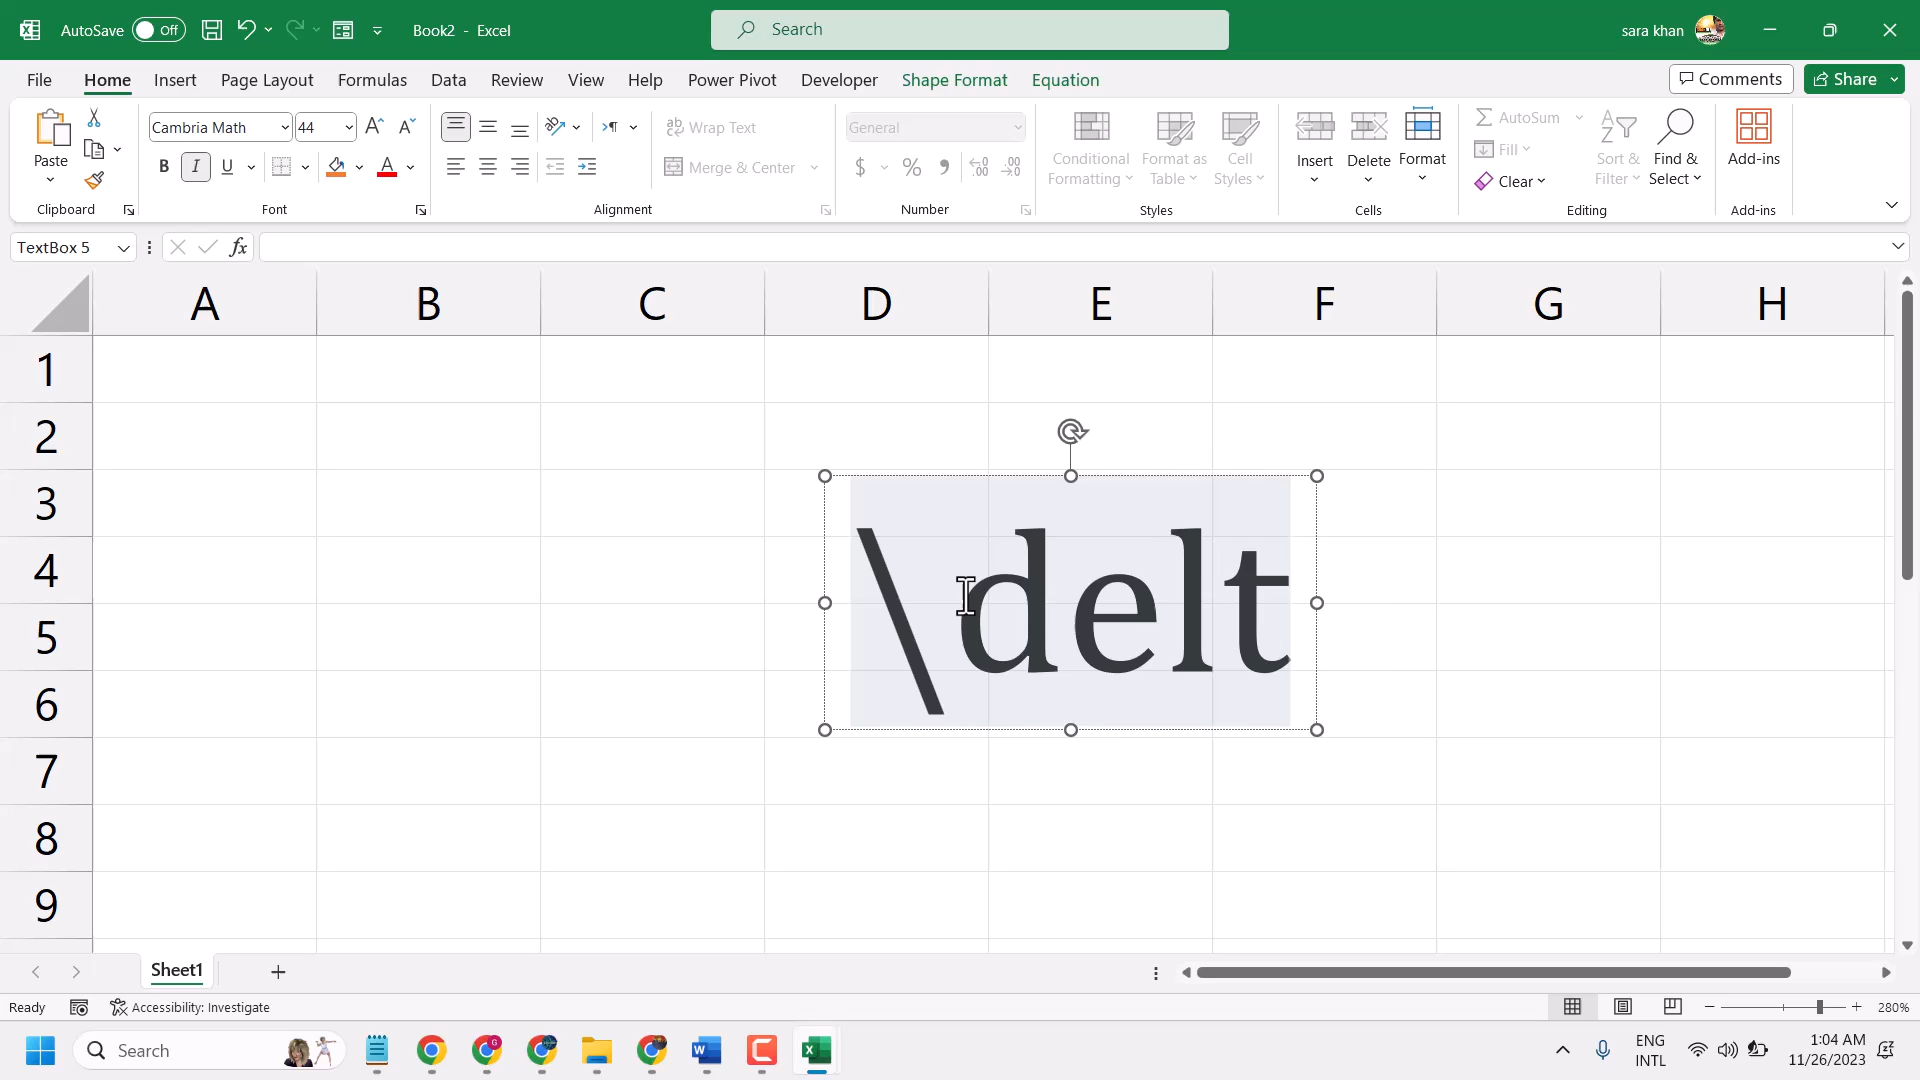 AutoSave Off Book2 - Excel Search sara khan
File Home Insert Page Layout Formulas Data Review View Help Power Pivot Developer Shape Format Equation Comments Share
Paste
Clipboard
Cambria Math 44
B I U A
Font
Wrap Text
Merge & Center
Alignment
General
$ % 9
Number
Conditional Formatting
Format as Table
Cell Styles
Styles
Insert Delete Format
Cells
AutoSum
Fill
Clear
Sort & Filter
Find & Select
Editing
Add-ins
Add-ins
TextBox 5 fx
A B C D E F G H
1
2
3
4
5
6
7
8
9
\delt
Sheet1
Ready Accessibility: Investigate 280%
Search ENG INTL 1:04 AM 11/26/2023